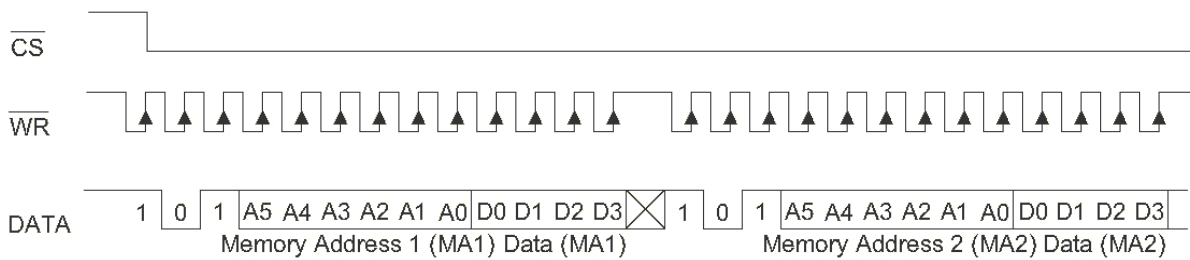 CS
WR
DATA 1 0 1 A5 A4 A3 A2 A1 A0 D0 D1 D2 D3 1 0 1 A5 A4 A3 A2 A1 A0 D0 D1 D2 D3
Memory Address 1 (MA1) Data (MA1) Memory Address 2 (MA2) Data (MA2)